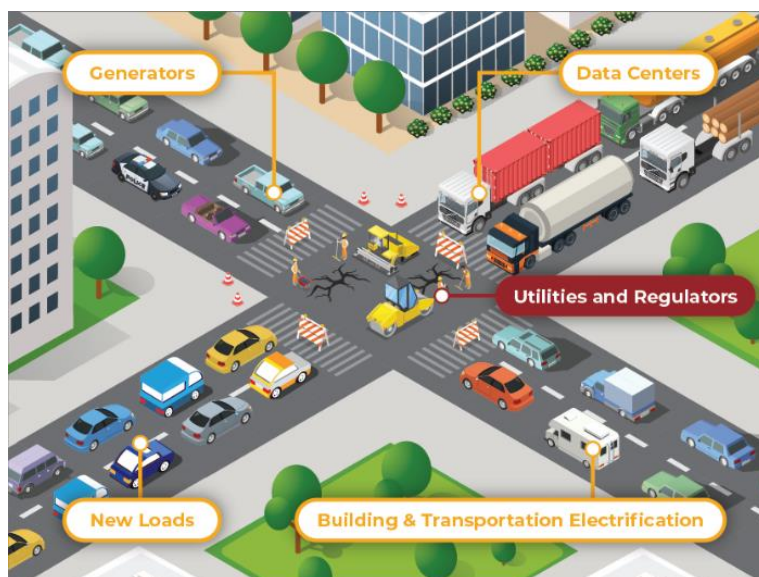 Generators
Data Centers
Utilities and Regulators
New Loads
Building & Transportation Electrification